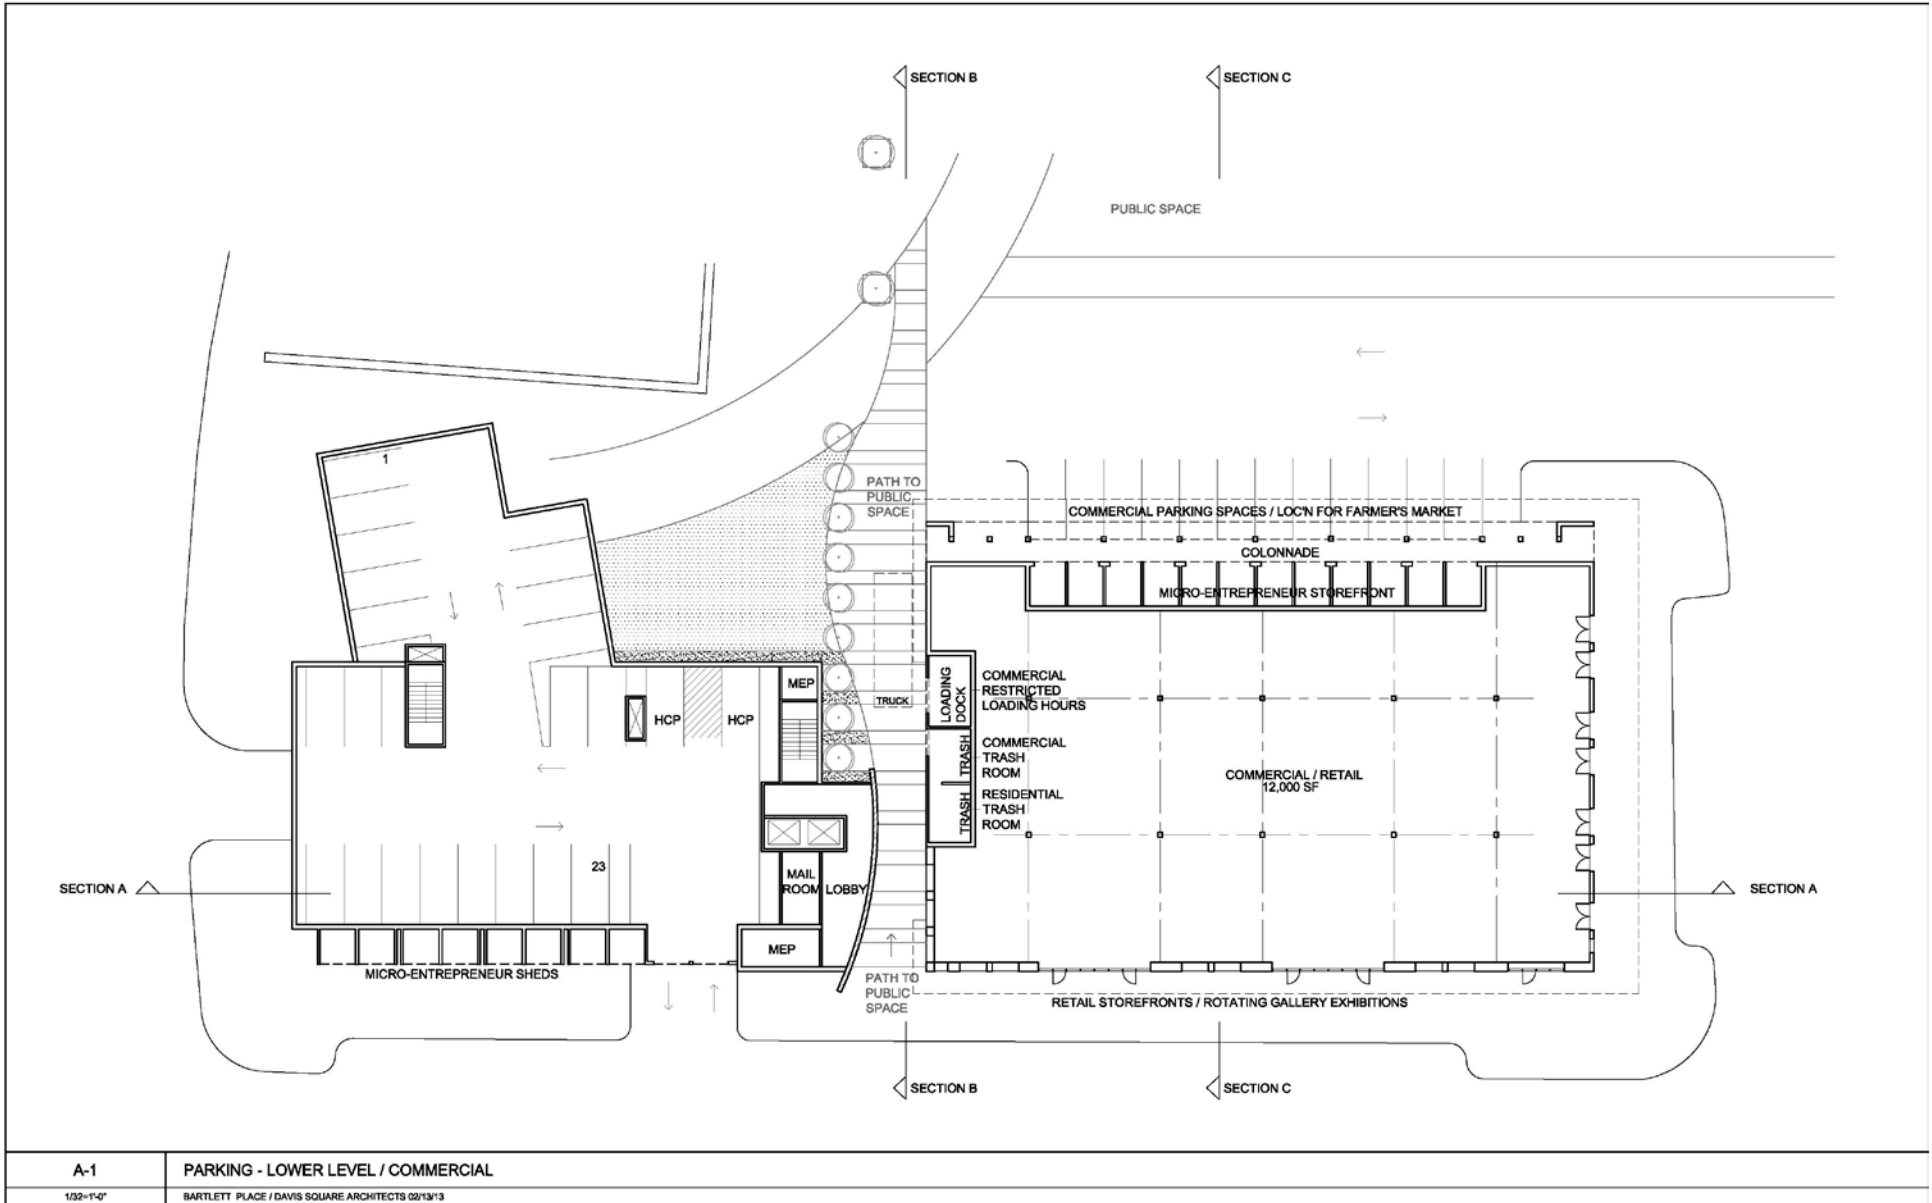 SECTION B
SECTION C
PUBLIC SPACE
1
PATH TO
PUBLIC
SPACE
COMMERCIAL PARKING SPACES / LOC'N FOR FARMER'S MARKET
COLONNADE
MICRO-ENTREPRENEUR STOREFRONT
MEP
HCP
HCP
TRUCK
LOADING
DOCK
COMMERCIAL
RESTRICTED
LOADING HOURS
TRASH
COMMERCIAL
TRASH
ROOM
TRASH
RESIDENTIAL
TRASH
ROOM
COMMERCIAL / RETAIL
12,000 SF
23
MAIL
ROOM
LOBBY
SECTION A
SECTION A
MEP
MICRO-ENTREPRENEUR SHEDS
PATH TO
PUBLIC
SPACE
RETAIL STOREFRONTS / ROTATING GALLERY EXHIBITIONS
SECTION B
SECTION C
A-1
PARKING - LOWER LEVEL / COMMERCIAL
1/32=1'-0"
BARTLETT PLACE / DAVIS SQUARE ARCHITECTS 02/13/13